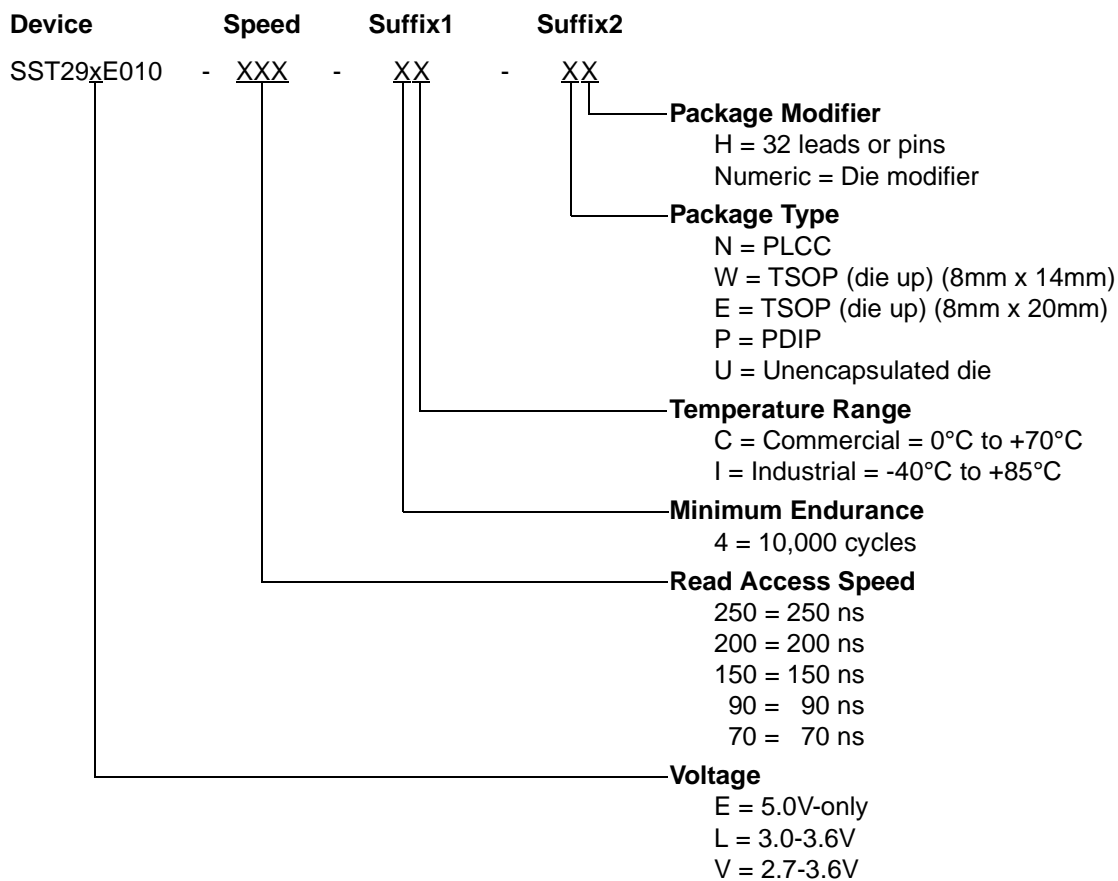 Device Speed Suffix1 Suffix2
SST29xE010 - XXX - XX - XX
Package Modifier
H = 32 leads or pins
Numeric = Die modifier
Package Type
N = PLCC
W = TSOP (die up) (8mm x 14mm)
E = TSOP (die up) (8mm x 20mm)
P = PDIP
U = Unencapsulated die
Temperature Range
C = Commercial = 0°C to +70°C
I = Industrial = -40°C to +85°C
Minimum Endurance
4 = 10,000 cycles
Read Access Speed
250 = 250 ns
200 = 200 ns
150 = 150 ns
90 = 90 ns
70 = 70 ns
Voltage
E = 5.0V-only
L = 3.0-3.6V
V = 2.7-3.6V